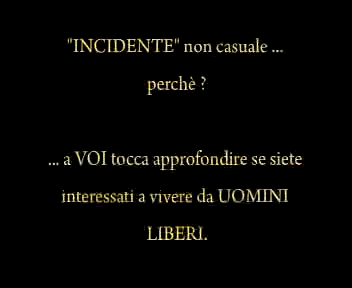 "INCIDENTE" non casuale ...
perchè ?
... a VOI tocca approfondire se siete
interessati a vivere da UOMINI
LIBERI.